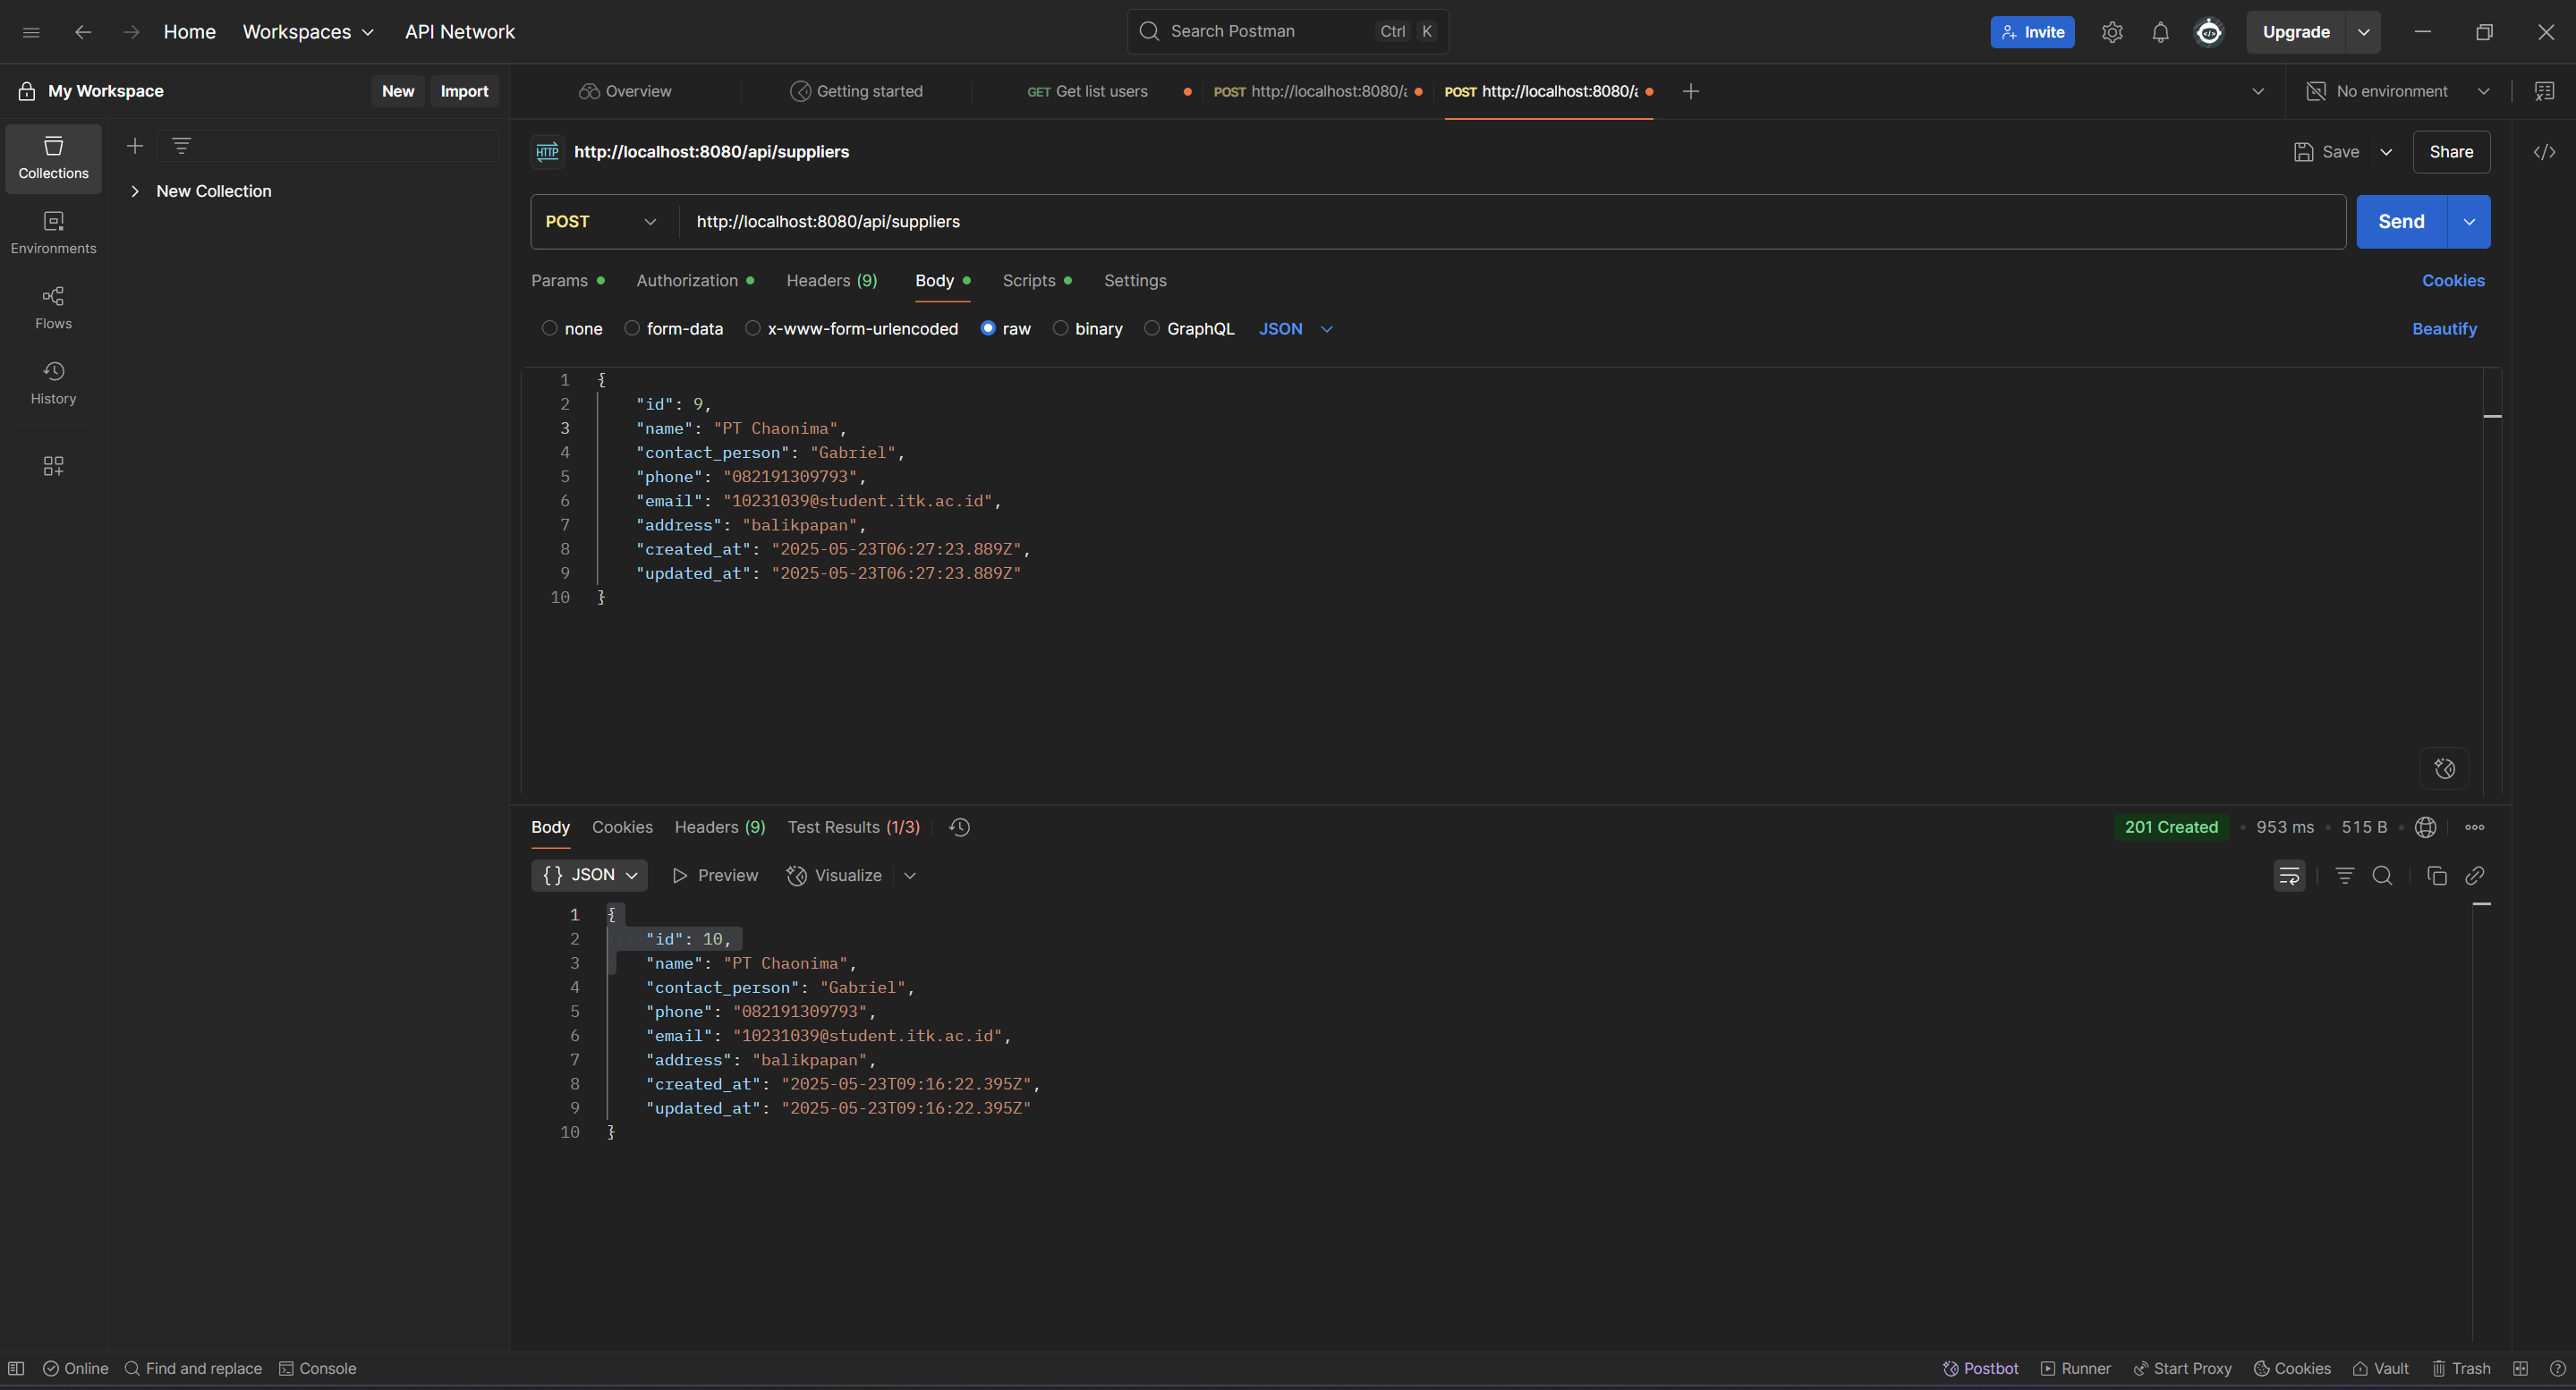 Home Workspaces API Network Search Postman Ctrl K Invite Upgrade
My Workspace New Import Overview Getting started GET Get list users POST http://localhost:8080/a POST http://localhost:8080/a No environment
Collections
New Collection
Environments
Flows
History
HTTP http://localhost:8080/api/suppliers Save Share
POST http://localhost:8080/api/suppliers Send
Params Authorization Headers (9) Body Scripts Settings Cookies
none form-data x-www-form-urlencoded raw binary GraphQL JSON Beautify
1 {
2 "id": 9,
3 "name": "PT Chaonima",
4 "contact_person": "Gabriel",
5 "phone": "082191309793",
6 "email": "10231039@student.itk.ac.id",
7 "address": "balikpapan",
8 "created_at": "2025-05-23T06:27:23.889Z",
9 "updated_at": "2025-05-23T06:27:23.889Z"
10 }
Body Cookies Headers (9) Test Results (1/3) 201 Created • 953 ms • 515 B
{} JSON Preview Visualize
1 {
2 "id": 10,
3 "name": "PT Chaonima",
4 "contact_person": "Gabriel",
5 "phone": "082191309793",
6 "email": "10231039@student.itk.ac.id",
7 "address": "balikpapan",
8 "created_at": "2025-05-23T09:16:22.395Z",
9 "updated_at": "2025-05-23T09:16:22.395Z"
10 }
Online Find and replace Console Postbot Runner Start Proxy Cookies Vault Trash